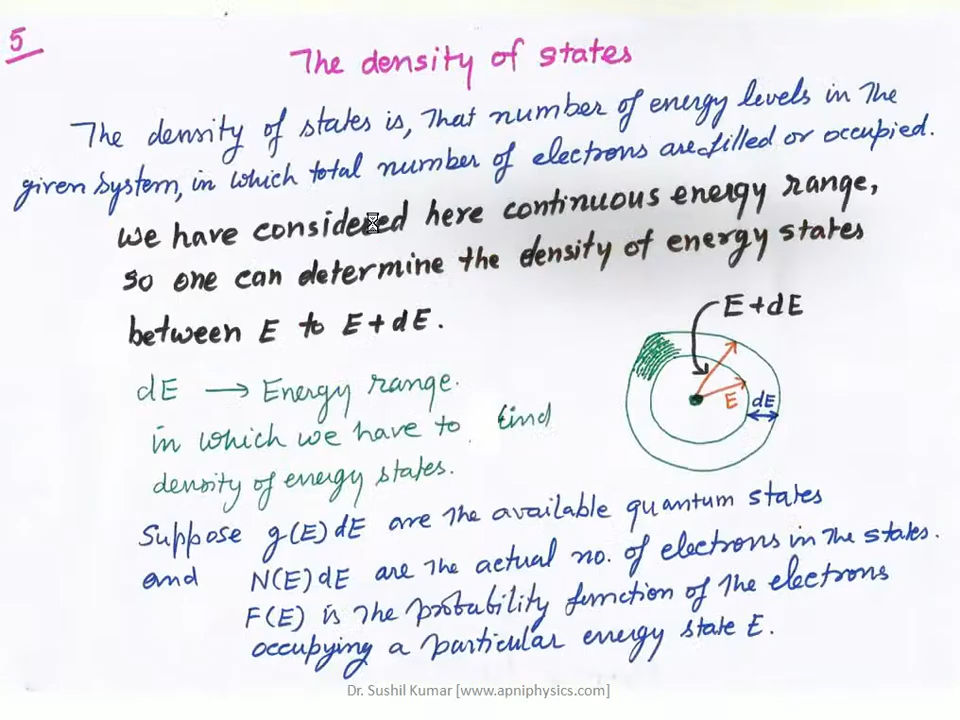 5
The density of states
The density of states is, That number of energy levels in The
given system, in which total number of electrons are filled or occupied.
we have considered here continuous energy range,
so one can determine the density of energy states
between E to E+dE.
E+dE
dE → Energy range.
E dE
in which we have to find
density of energy states.
Suppose g(E)dE are the available quantum states
and N(E)dE are the actual no. of electrons in the states.
F(E) is the probability function of the electrons
occupying a particular energy state E.
Dr. Sushil Kumar [www.apniphysics.com]